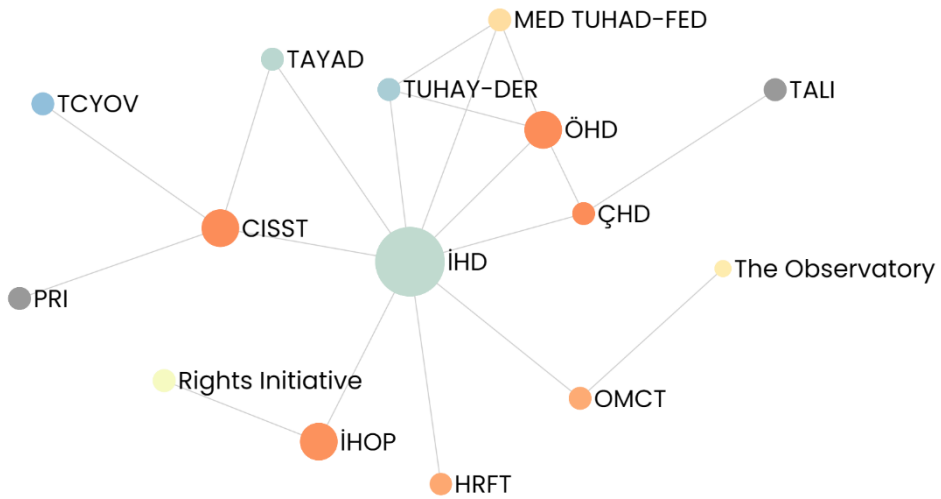 MED TUHAD-FED
TAYAD
TUHAY-DER
TALI
TCYOV
ÖHD
ÇHD
CISST
İHD
The Observatory
PRI
Rights Initiative
OMCT
İHOP
HRFT